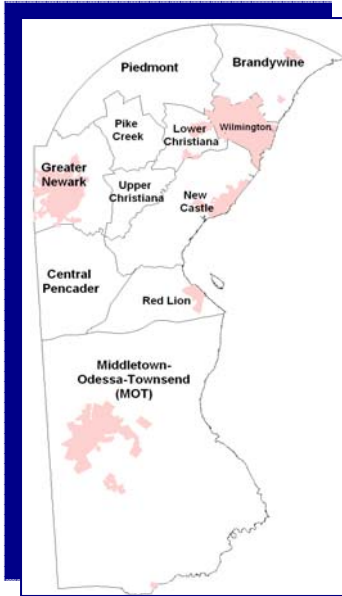 Piedmont
Brandywine
Pike
Creek
Lower
Christiana
Wilmington
Greater
Newark
Upper
Christiana
New
Castle
Central
Pencader
Red Lion
Middletown-
Odessa-Townsend
(MOT)